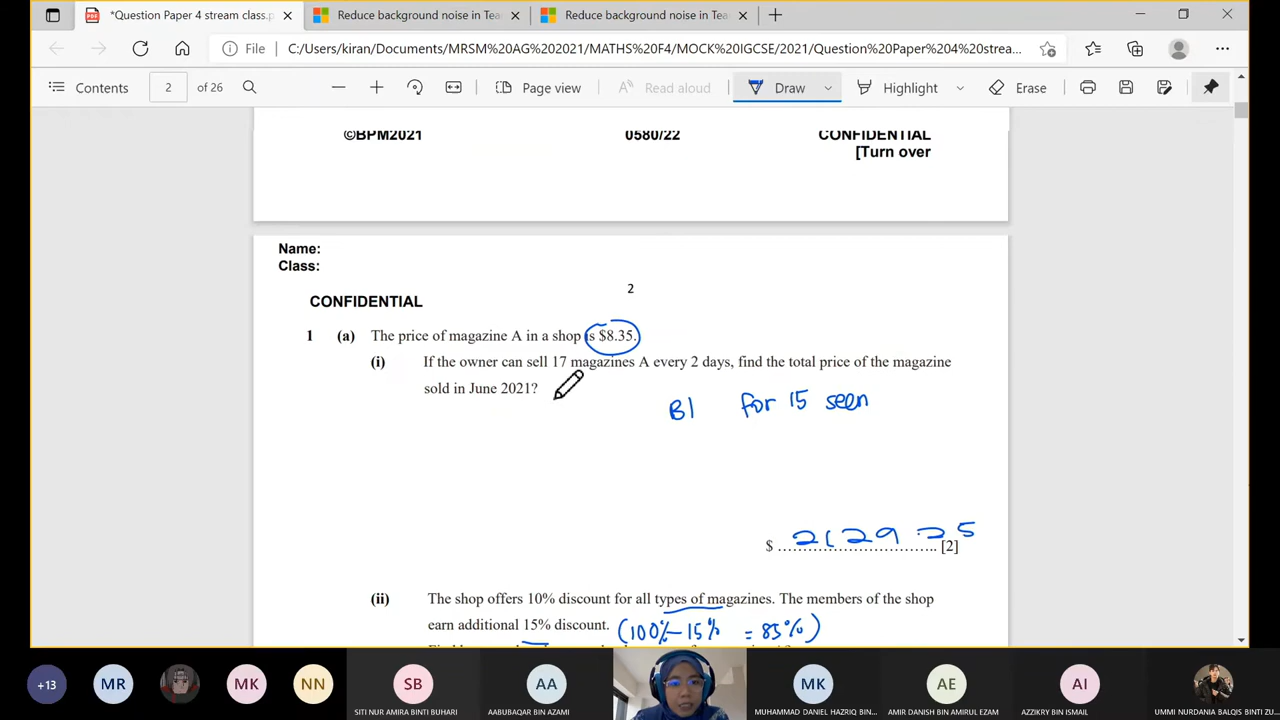 *Question Paper 4 stream class.p
Reduce background noise in Tea
Reduce background noise in Tea
File
C:/Users/kiran/Documents/MRSM%20AG%202021/MATHS%20F4/MOCK%20IGCSE/2021/Question%20Paper%204%20strea...
Contents
2
of 26
Page view
Read aloud
Draw
Highlight
Erase
©BPM2021
0580/22
CONFIDENTIAL
[Turn over
Name:
Class:
2
CONFIDENTIAL
1 (a) The price of magazine A in a shop is $8.35.
(i) If the owner can sell 17 magazines A every 2 days, find the total price of the magazine
sold in June 2021?
B1 for 15 seen
2129.25
$ ……………………………….. [2]
(ii) The shop offers 10% discount for all types of magazines. The members of the shop
earn additional 15% discount. (100%-15% = 85%)
+13
MR
MK
NN
SB
SITI NUR AMIRA BINTI BUHARI
AA
AABUBAQAR BIN AZAMI
MK
MUHAMMAD DANIEL HAZRIQ BIN...
AE
AMIR DANISH BIN AMIRUL EZAM
AI
AZZIKRY BIN ISMAIL
UMMI NURDANIA BALQIS BINTI ZU...